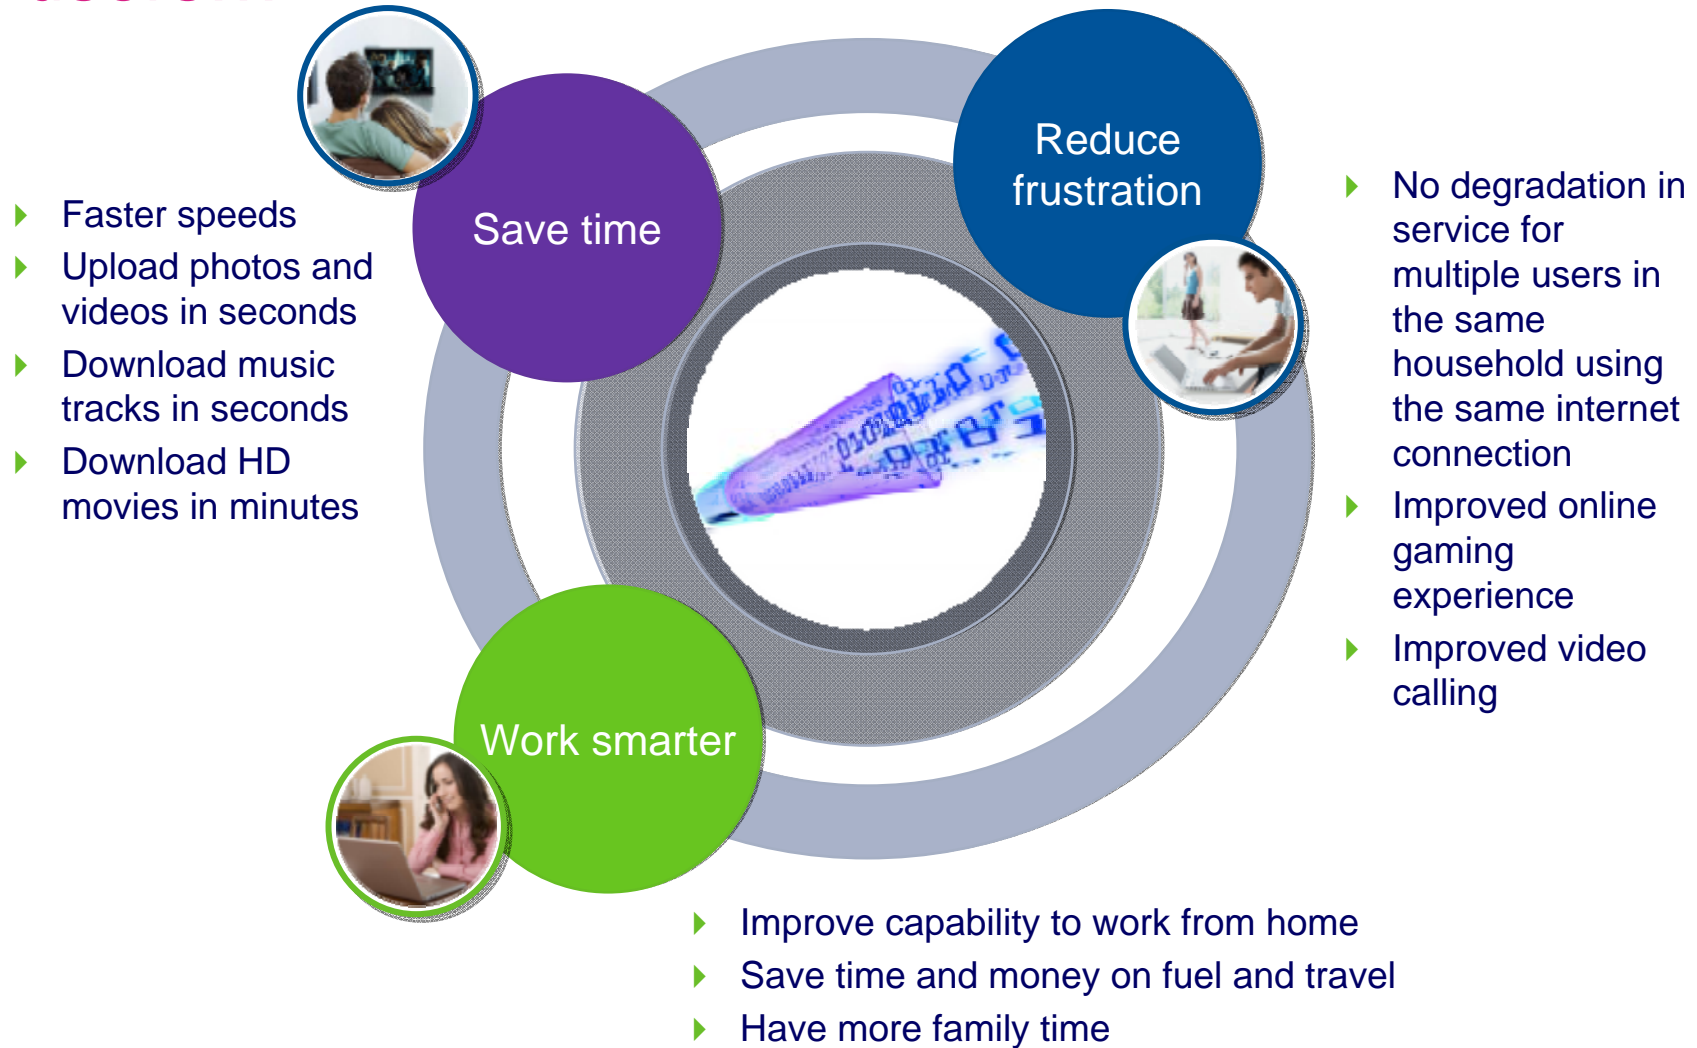 Save time
Faster speeds
Upload photos and
videos in seconds
Download music
tracks in seconds
Download HD
movies in minutes
Reduce
frustration
No degradation in
service for
multiple users in
the same
household using
the same internet
connection
Improved online
gaming
experience
Improved video
calling
Work smarter
Improve capability to work from home
Save time and money on fuel and travel
Have more family time